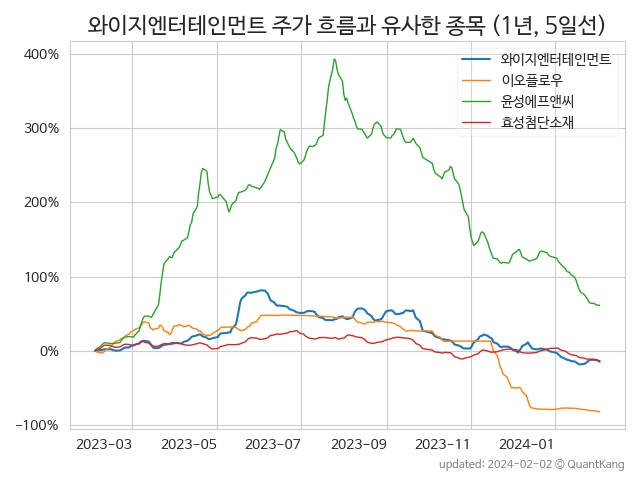 와이지엔터테인먼트 주가 흐름과 유사한 종목 (1년, 5일선)
와이지엔터테인먼트
이오플로우
윤성에프앤씨
효성첨단소재
400%
300%
200%
100%
0%
−100%
2023-03 2023-05 2023-07 2023-09 2023-11 2024-01
updated: 2024-02-02 © QuantKang